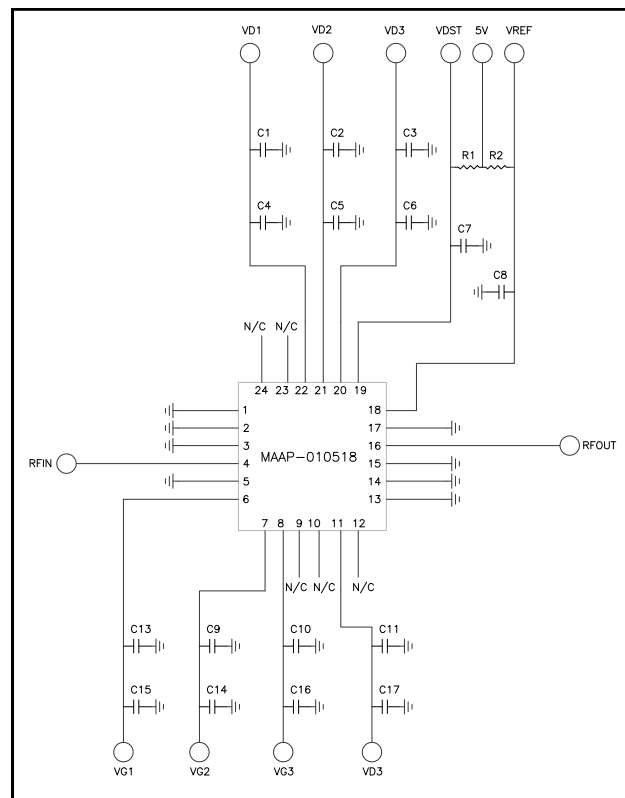 VD1 VD2 VD3 VDST 5V VREF
C1 C2 C3
R1 R2
C4 C5 C6
C7
C8
N/C N/C
24 23 22 21 20 19
1 18
2 17
3 16
MAAP-010518
RFOUT
RFIN
4 15
5 14
6 13
7 8 9 10 11 12
N/C N/C N/C
C13 C9 C10 C11
C15 C14 C16 C17
VG1 VG2 VG3 VD3